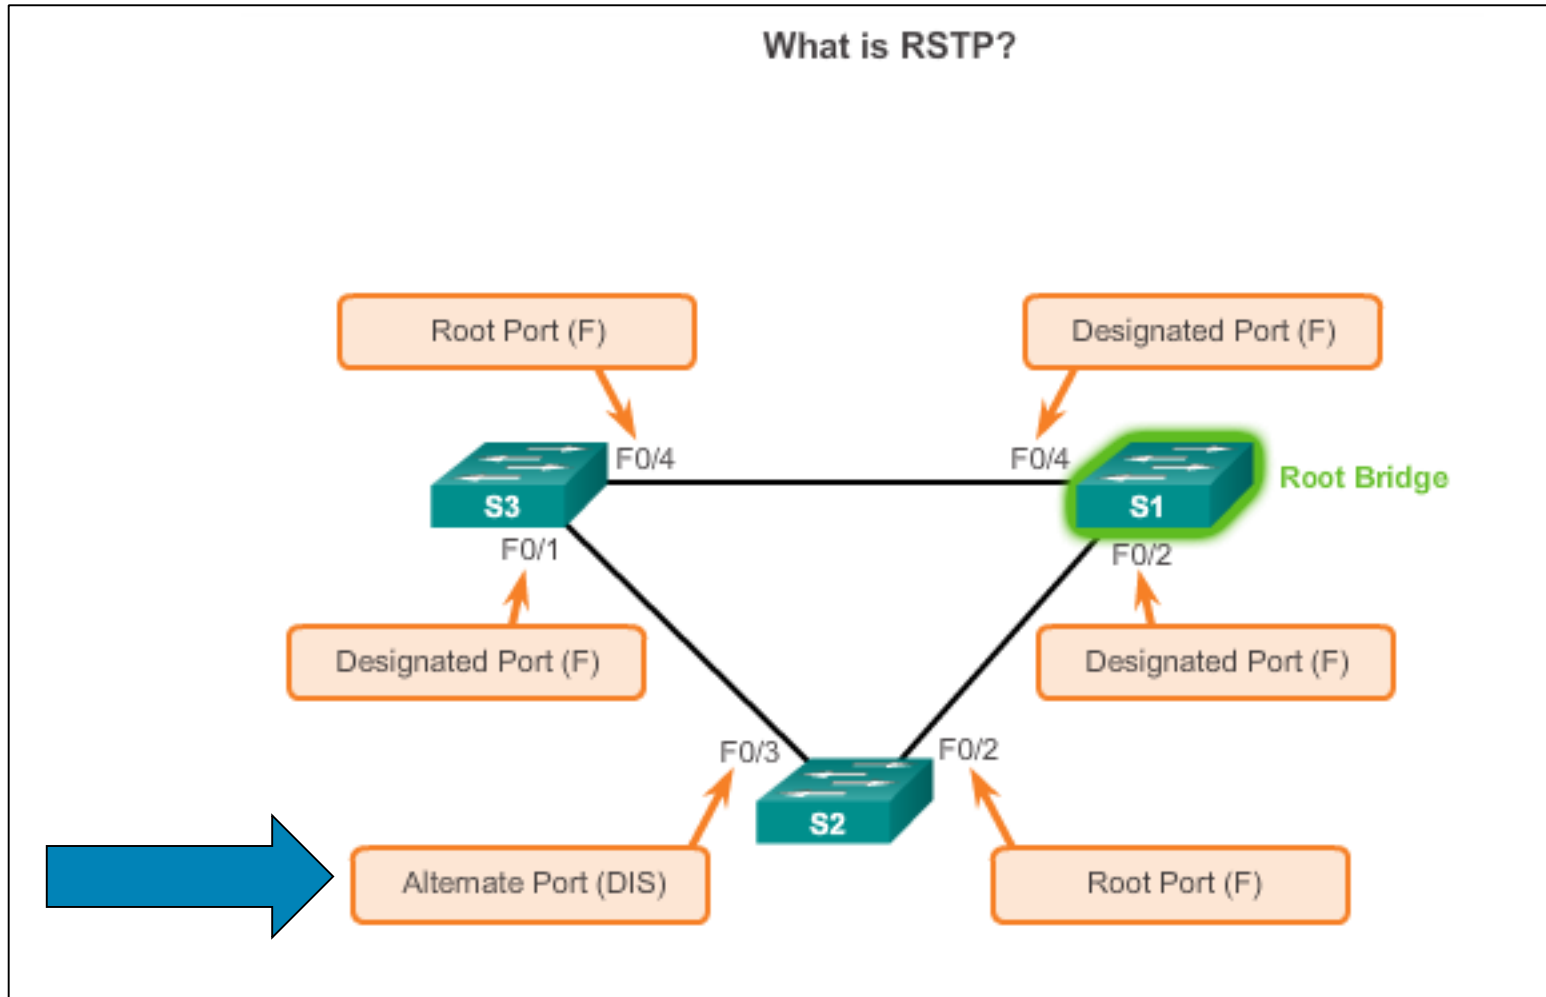 What is RSTP?
Root Port (F)
Designated Port (F)
F0/4
F0/4
S3
S1
Root Bridge
F0/1
F0/2
Designated Port (F)
Designated Port (F)
F0/3
F0/2
S2
Alternate Port (DIS)
Root Port (F)